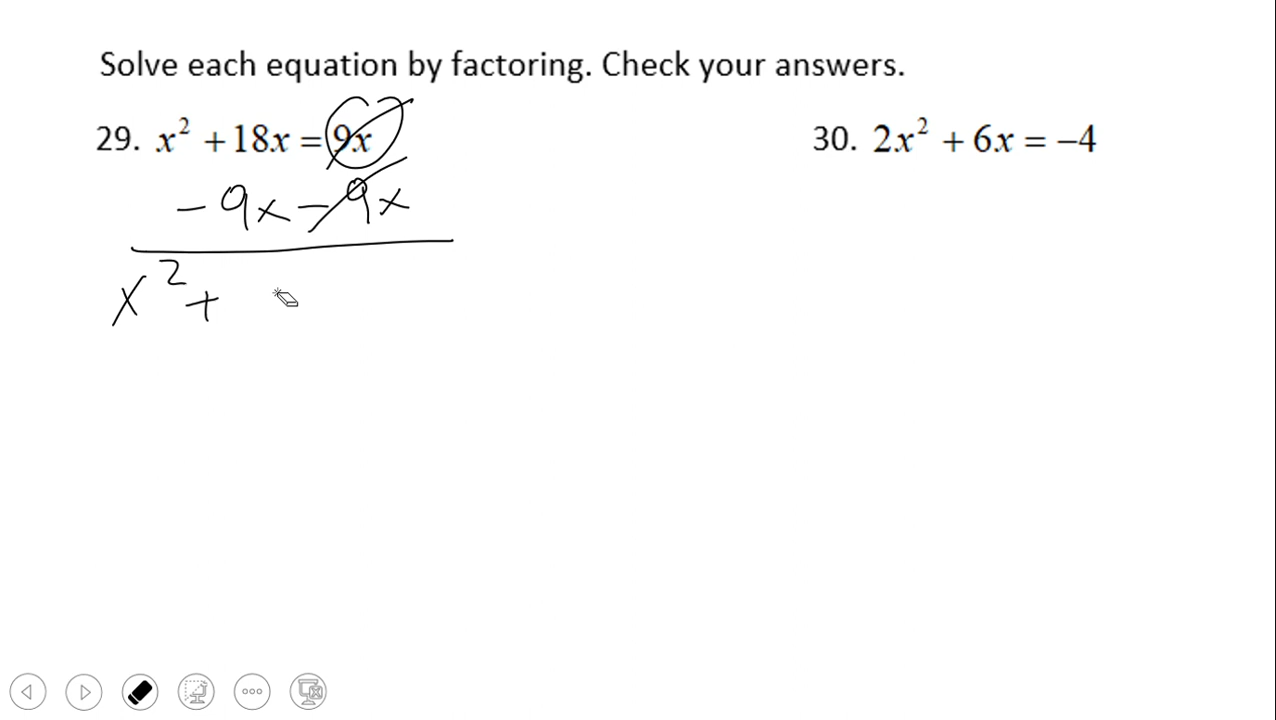 Solve each equation by factoring. Check your answers.
29. x² + 18x = 9x
30. 2x² + 6x = −4
− 9x − 9x
x² +